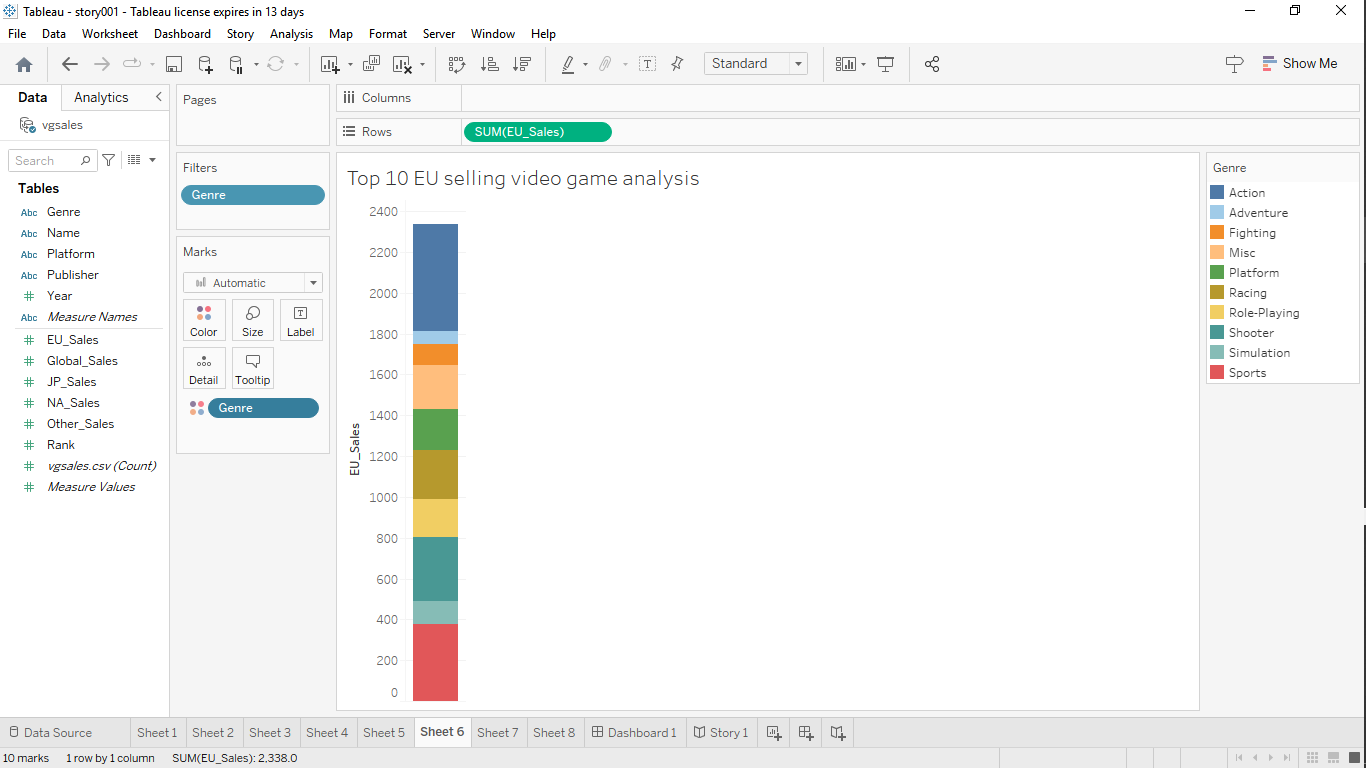 Tableau - story001 - Tableau license expires in 13 days
File Data Worksheet Dashboard Story Analysis Map Format Server Window Help
Standard
Show Me
Data Analytics
vgsales
Search
Tables
Abc Genre
Abc Name
Abc Platform
Abc Publisher
# Year
Abc Measure Names
# EU_Sales
# Global_Sales
# JP_Sales
# NA_Sales
# Other_Sales
# Rank
# vgsales.csv (Count)
# Measure Values
Pages
Filters
Genre
Marks
Automatic
Color Size Label
Detail Tooltip
Genre
Columns
Rows SUM(EU_Sales)
Top 10 EU selling video game analysis
2400
2200
2000
1800
1600
1400
1200
1000
800
600
400
200
0
EU_Sales
Genre
Action
Adventure
Fighting
Misc
Platform
Racing
Role-Playing
Shooter
Simulation
Sports
Data Source Sheet 1 Sheet 2 Sheet 3 Sheet 4 Sheet 5 Sheet 6 Sheet 7 Sheet 8 Dashboard 1 Story 1
10 marks 1 row by 1 column SUM(EU_Sales): 2,338.0